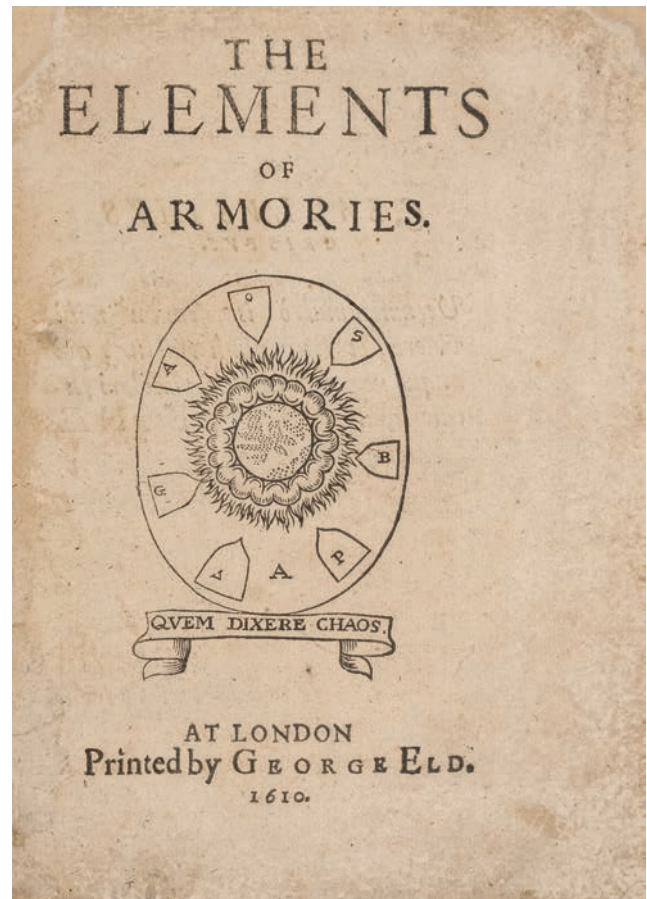 THE
ELEMENTS
OF
ARMORIES.
O
S
A
B
G
P
V
A
QVEM DIXERE CHAOS.
AT LONDON
Printed by GEORGE ELD.
1610.